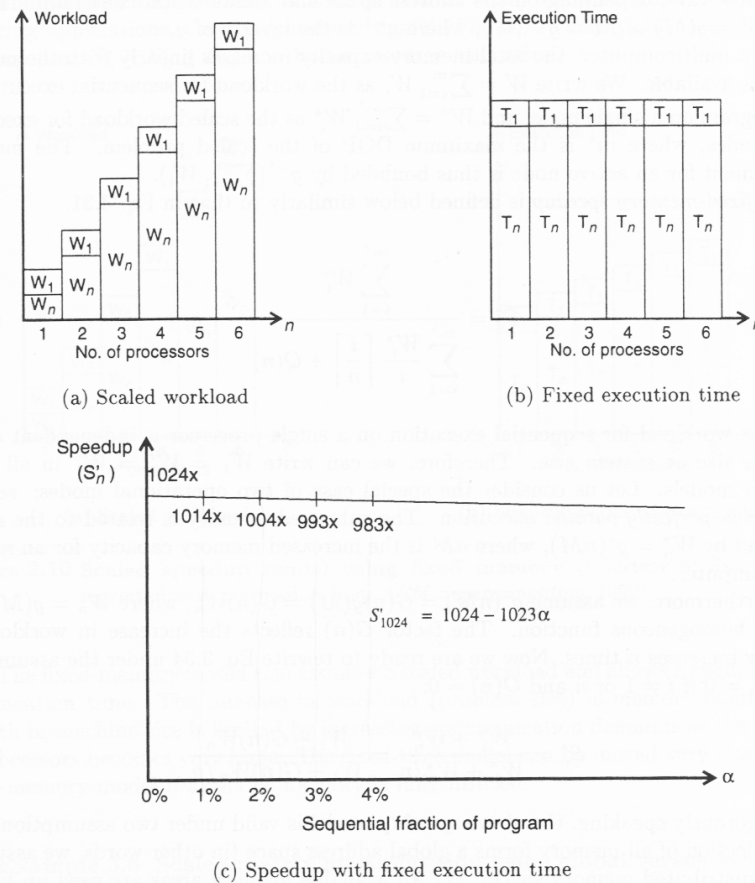 Workload
W1
W1
W1
W1
W1
W1
Wn
Wn
Wn
Wn
Wn
Wn
n
1 2 3 4 5 6
No. of processors
(a) Scaled workload
Execution Time
T1 T1 T1 T1 T1 T1
Tn Tn Tn Tn Tn Tn
1 2 3 4 5 6
No. of processors
(b) Fixed execution time
Speedup
(S'n)
1024x
1014x 1004x 993x 983x
S'1024 = 1024 - 1023α
α
0% 1% 2% 3% 4%
Sequential fraction of program
(c) Speedup with fixed execution time